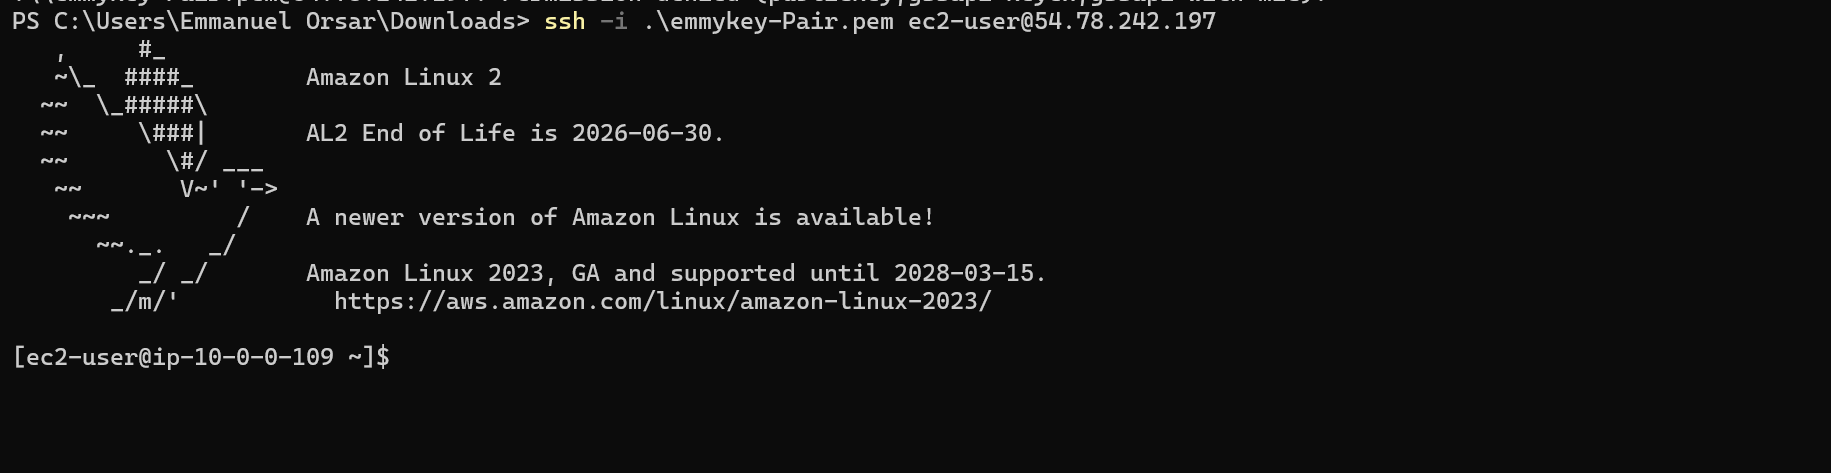 PS C:\Users\Emmanuel Orsar\Downloads> ssh -i .\emmykey-Pair.pem ec2-user@54.78.242.197
   ,     #_
   ~\_  ####_        Amazon Linux 2
  ~~  \_#####\
  ~~     \###|       AL2 End of Life is 2026-06-30.
  ~~       \#/ ___
   ~~       V~' '->
    ~~~         /    A newer version of Amazon Linux is available!
      ~~._.   _/
         _/ _/       Amazon Linux 2023, GA and supported until 2028-03-15.
       _/m/'           https://aws.amazon.com/linux/amazon-linux-2023/
[ec2-user@ip-10-0-0-109 ~]$